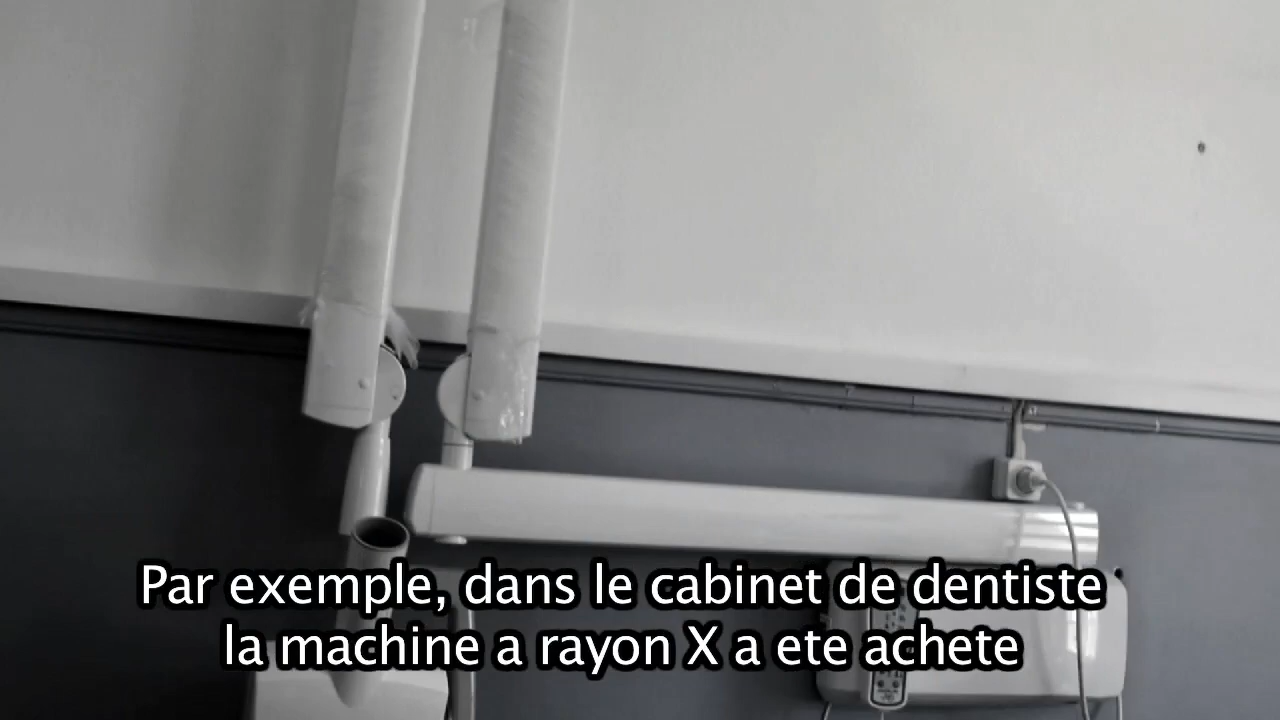 Par exemple, dans le cabinet de dentiste
la machine a rayon X a ete achete